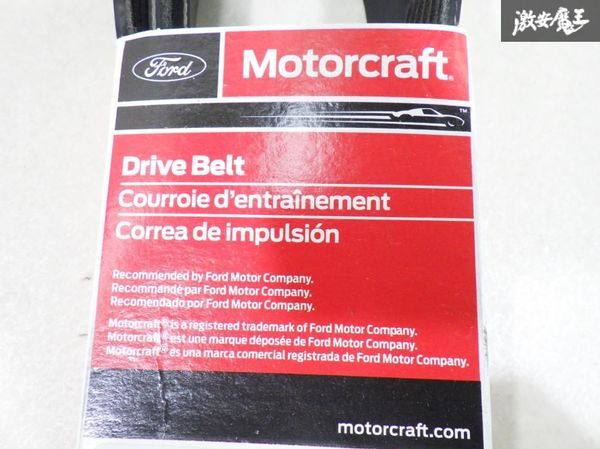 激安魔王
Ford
Motorcraft®
™
Drive Belt
Courroie d'entraînement
Correa de impulsión
Recommended by Ford Motor Company.
Recommandé par Ford Motor Company.
Recomendado por Ford Motor Company.
Motorcraft® is a registered trademark of Ford Motor Company.
Motorcraft® est une marque déposée de Ford Motor Company.
Motorcraft® es una marca comercial registrada de Ford Motor Company.
motorcraft.com